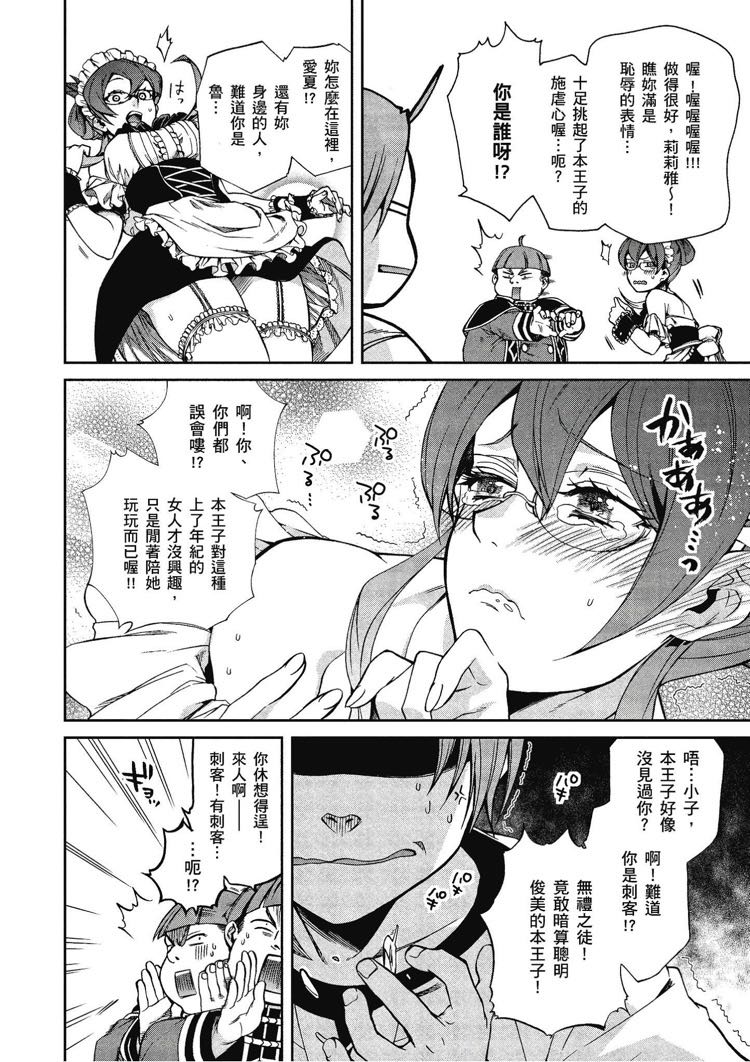 喔！喔喔喔喔!!!
做得很好，莉莉雅～！
瞧妳滿是
恥辱的表情…
十足挑起了本王子的
施虐心喔…呃？
你是誰呀!?
妳怎麼在這裡，
愛夏!?
還有妳
身邊的人，
難道你是
魯…
はっ
かぁぁぁぁ…っ
ぷる
ぷる
ぷる
ぷる
啊！你、
你們都
誤會嘍!?
本王子對這種
上了年紀的
女人才沒興趣，
只是閒著陪她
玩玩而已喔!!
唔…小子，
本王子好像
沒見過你？
啊！難道
你是刺客!?
パキ
ポキ
無禮之徒！
竟敢暗算聰明
俊美的本王子！
你休想得逞！
來人啊——
刺客！有刺客…
…呃!?